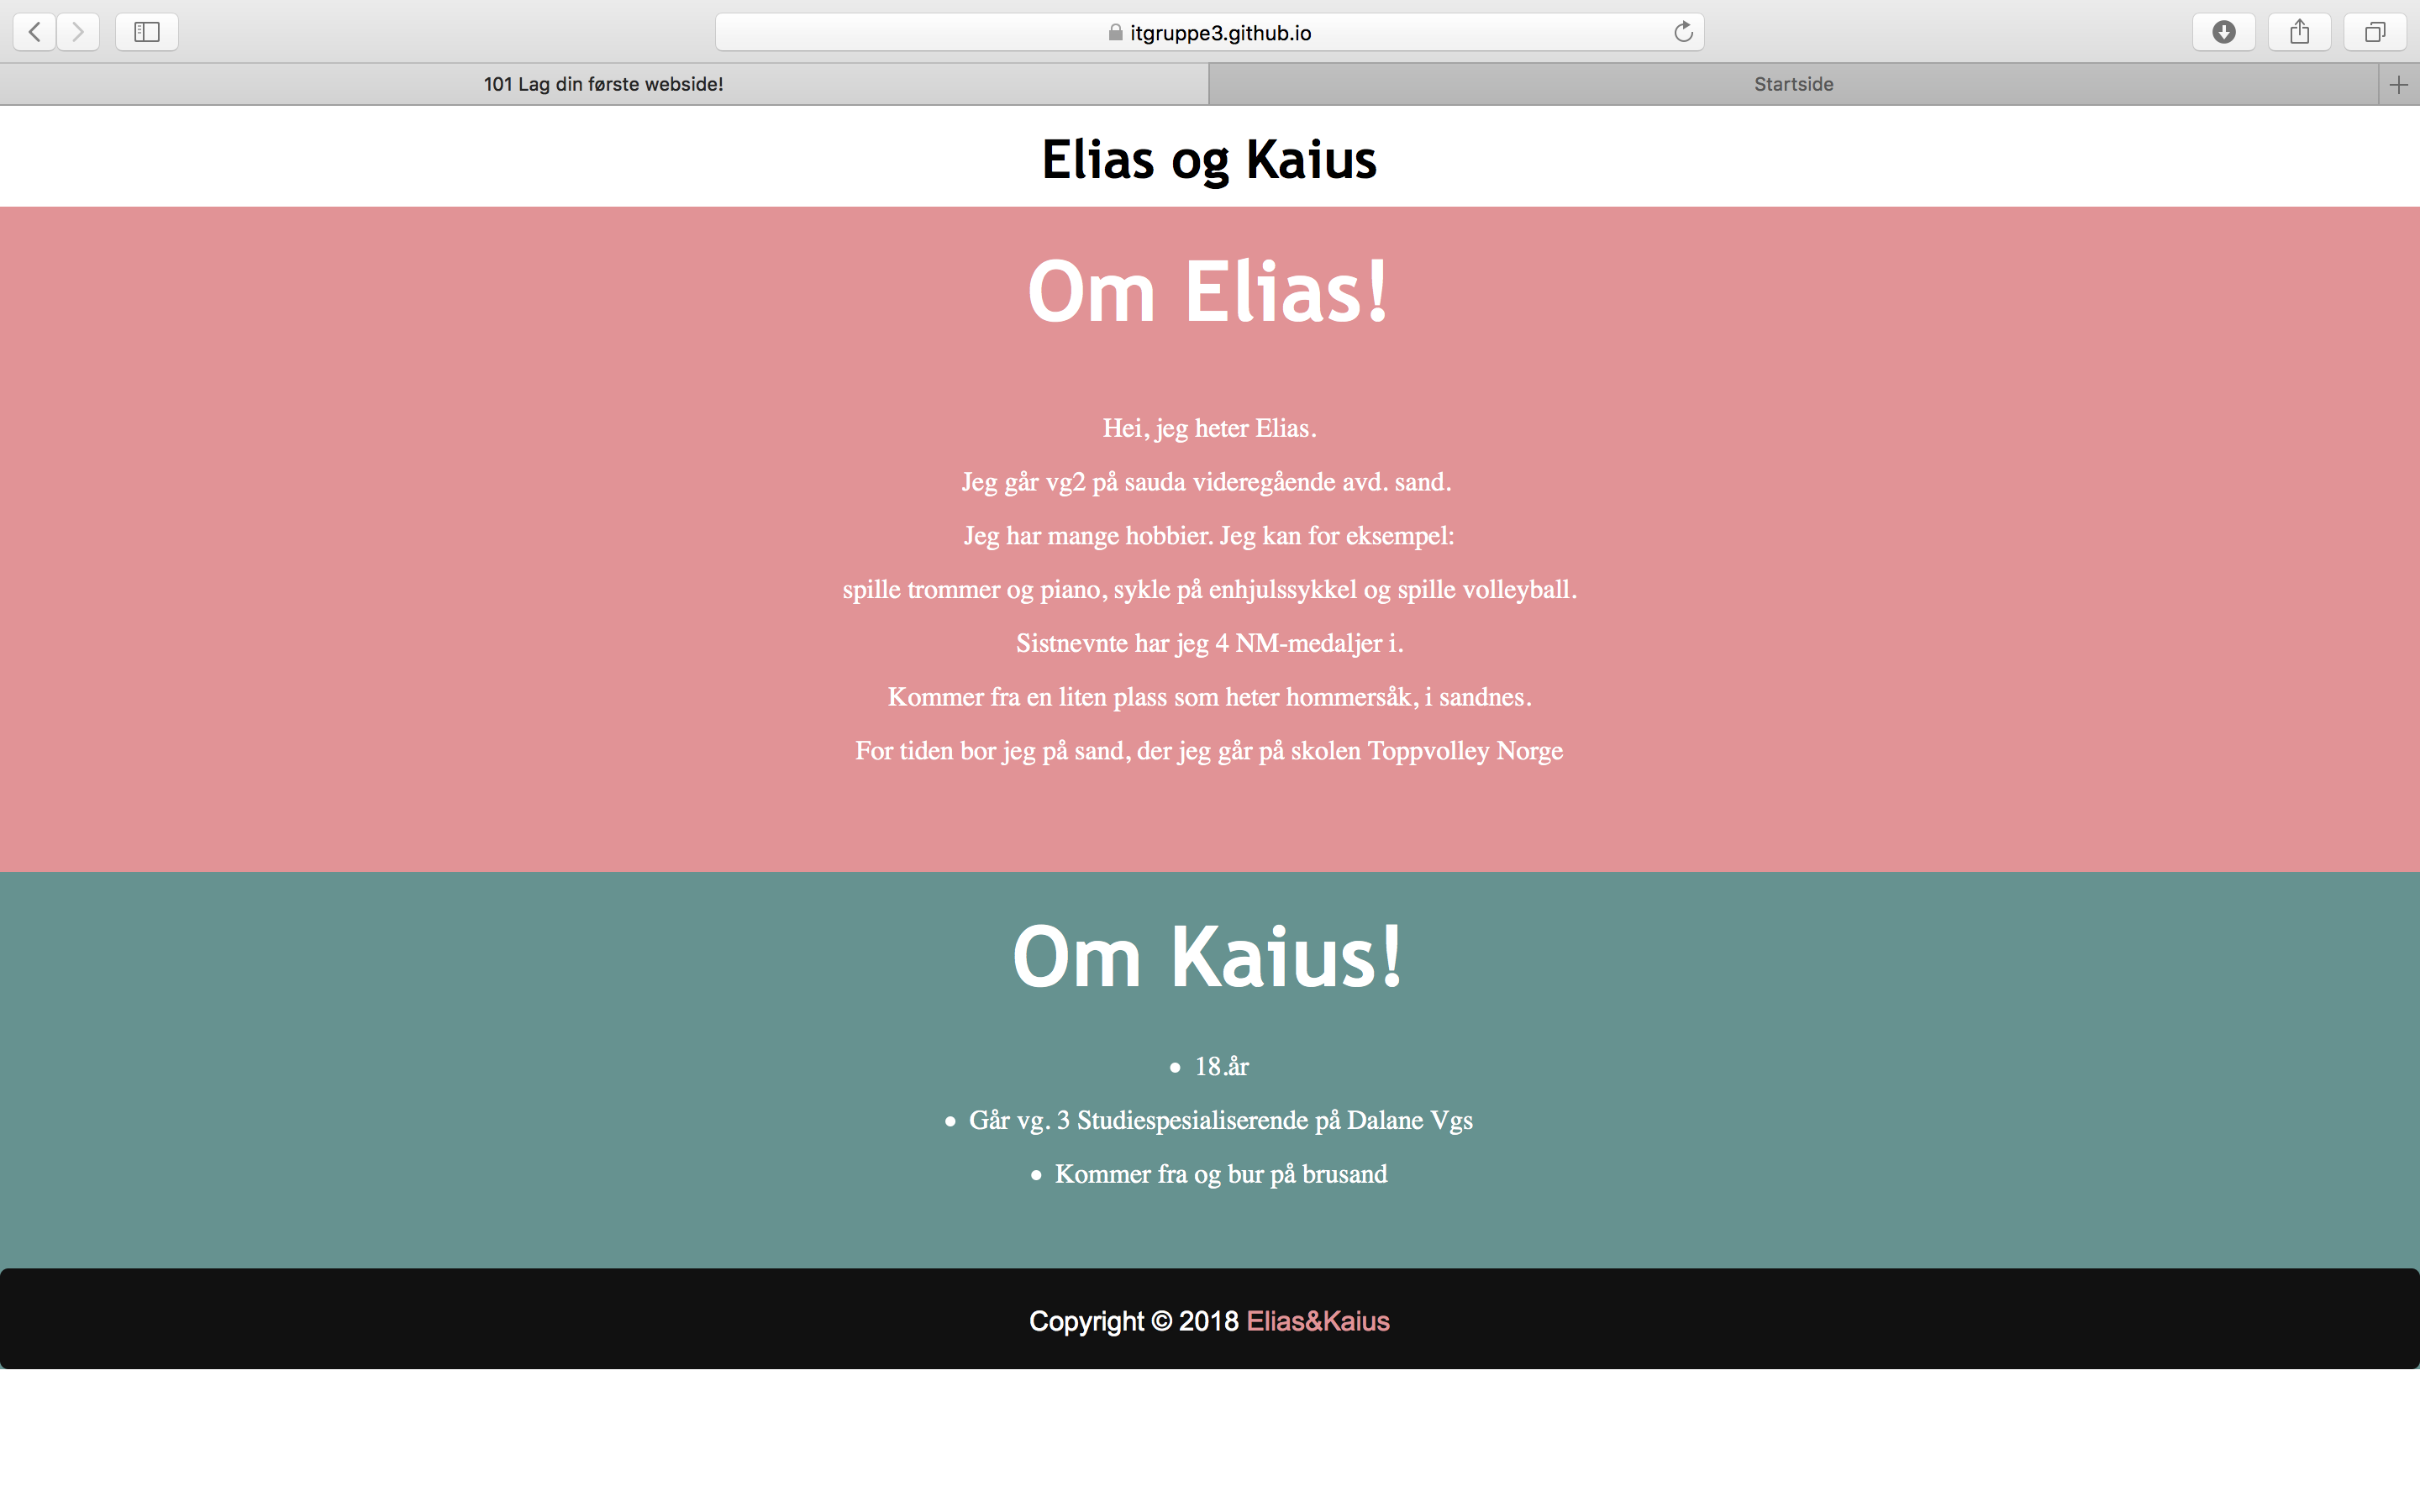 itgruppe3.github.io
101 Lag din første webside!
Startside
Elias og Kaius
Om Elias!
Hei, jeg heter Elias.
Jeg går vg2 på sauda videregående avd. sand.
Jeg har mange hobbier. Jeg kan for eksempel:
spille trommer og piano, sykle på enhjulssykkel og spille volleyball.
Sistnevnte har jeg 4 NM-medaljer i.
Kommer fra en liten plass som heter hommersåk, i sandnes.
For tiden bor jeg på sand, der jeg går på skolen Toppvolley Norge
Om Kaius!
• 18.år
• Går vg. 3 Studiespesialiserende på Dalane Vgs
• Kommer fra og bur på brusand
Copyright © 2018 Elias&Kaius